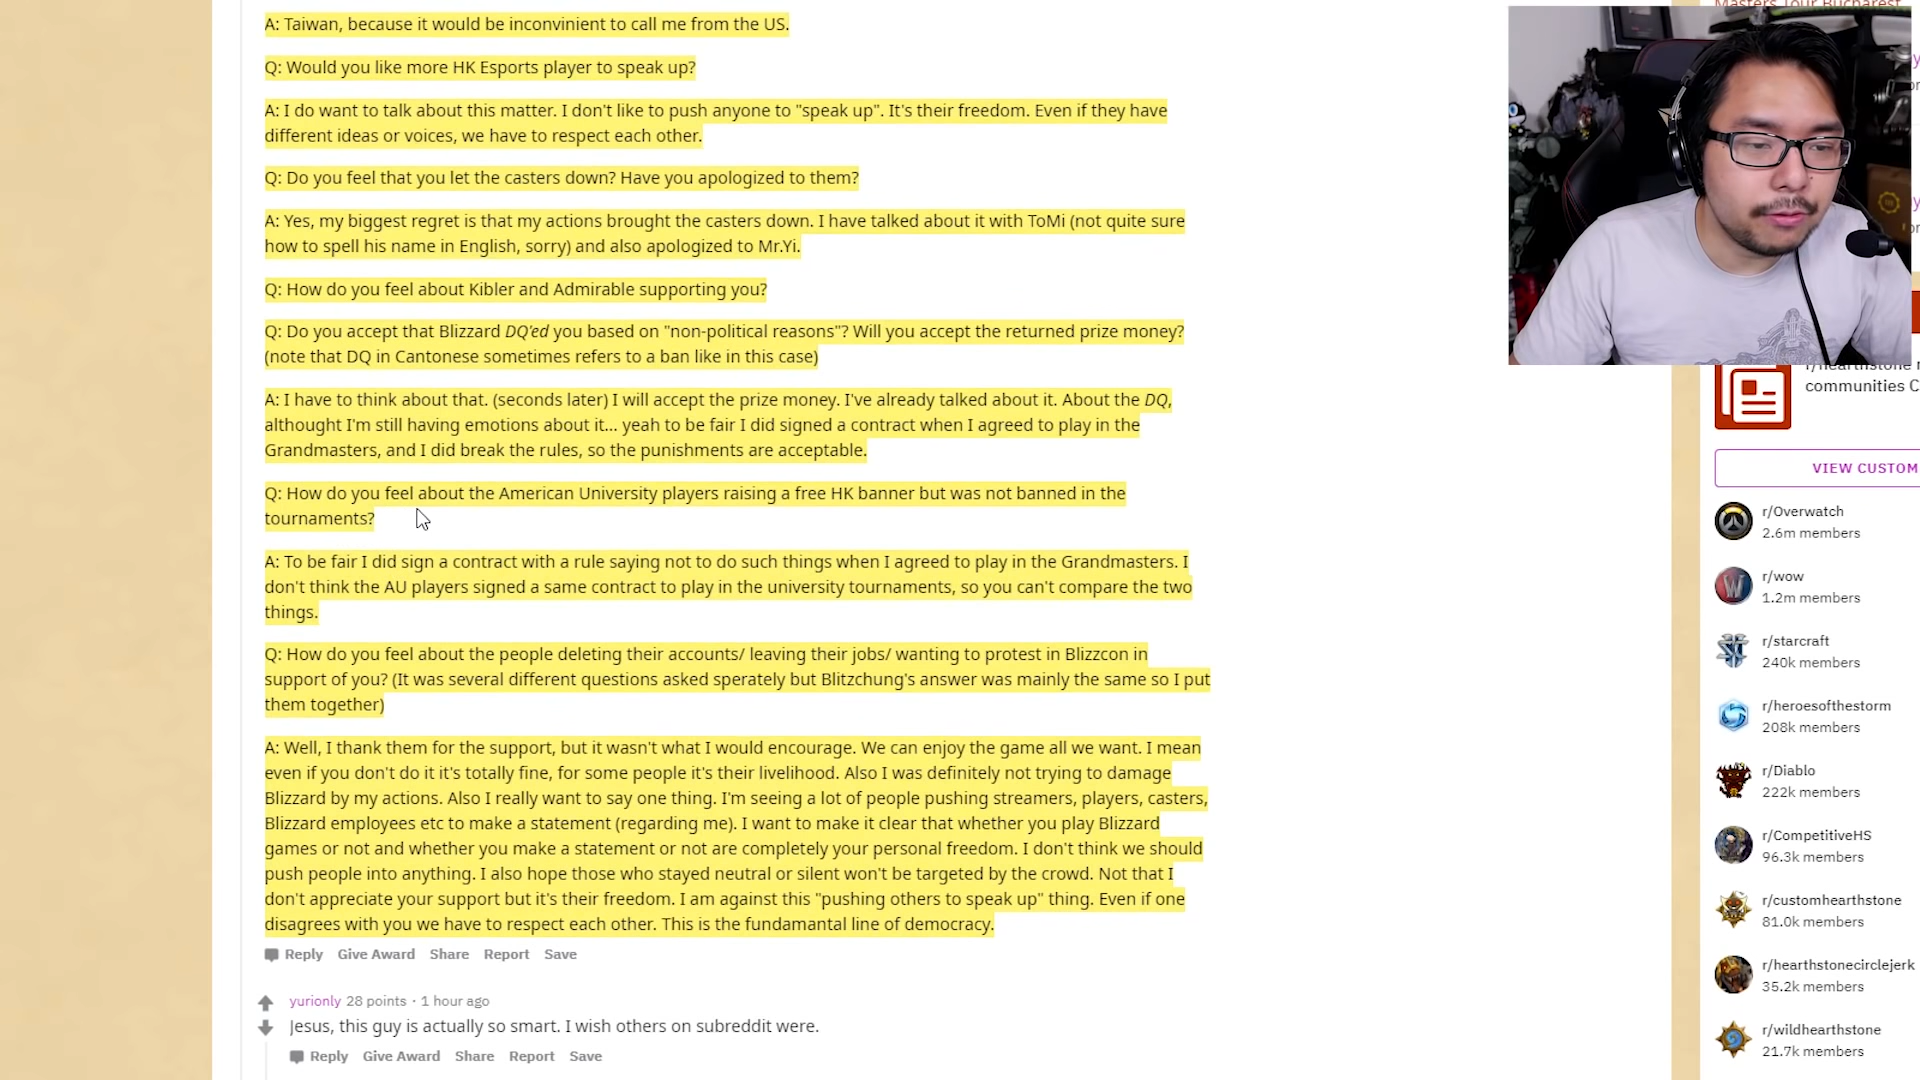 A: Taiwan, because it would be inconvinient to call me from the US.
Q: Would you like more HK Esports player to speak up?
A: I do want to talk about this matter. I don't like to push anyone to "speak up". It's their freedom. Even if they have
different ideas or voices, we have to respect each other.
Q: Do you feel that you let the casters down? Have you apologized to them?
A: Yes, my biggest regret is that my actions brought the casters down. I have talked about it with ToMi (not quite sure
how to spell his name in English, sorry) and also apologized to Mr.Yi.
Q: How do you feel about Kibler and Admirable supporting you?
Q: Do you accept that Blizzard DQ'ed you based on "non-political reasons"? Will you accept the returned prize money?
(note that DQ in Cantonese sometimes refers to a ban like in this case)
A: I have to think about that. (seconds later) I will accept the prize money. I've already talked about it. About the DQ,
althought I'm still having emotions about it... yeah to be fair I did signed a contract when I agreed to play in the
Grandmasters, and I did break the rules, so the punishments are acceptable.
Q: How do you feel about the American University players raising a free HK banner but was not banned in the
tournaments?
A: To be fair I did sign a contract with a rule saying not to do such things when I agreed to play in the Grandmasters. I
don't think the AU players signed a same contract to play in the university tournaments, so you can't compare the two
things.
Q: How do you feel about the people deleting their accounts/ leaving their jobs/ wanting to protest in Blizzcon in
support of you? (It was several different questions asked sperately but Blitzchung's answer was mainly the same so I put
them together)
A: Well, I thank them for the support, but it wasn't what I would encourage. We can enjoy the game all we want. I mean
even if you don't do it it's totally fine, for some people it's their livelihood. Also I was definitely not trying to damage
Blizzard by my actions. Also I really want to say one thing. I'm seeing a lot of people pushing streamers, players, casters,
Blizzard employees etc to make a statement (regarding me). I want to make it clear that whether you play Blizzard
games or not and whether you make a statement or not are completely your personal freedom. I don't think we should
push people into anything. I also hope those who stayed neutral or silent won't be targeted by the crowd. Not that I
don't appreciate your support but it's their freedom. I am against this "pushing others to speak up" thing. Even if one
disagrees with you we have to respect each other. This is the fundamantal line of democracy.
Reply Give Award Share Report Save
yurionly 28 points · 1 hour ago
Jesus, this guy is actually so smart. I wish others on subreddit were.
Reply Give Award Share Report Save
Masters Tour Bucharest
r/hearthstone
communities C
VIEW CUSTOM
r/Overwatch
2.6m members
r/wow
1.2m members
r/starcraft
240k members
r/heroesofthestorm
208k members
r/Diablo
222k members
r/CompetitiveHS
96.3k members
r/customhearthstone
81.0k members
r/hearthstonecirclejerk
35.2k members
r/wildhearthstone
21.7k members